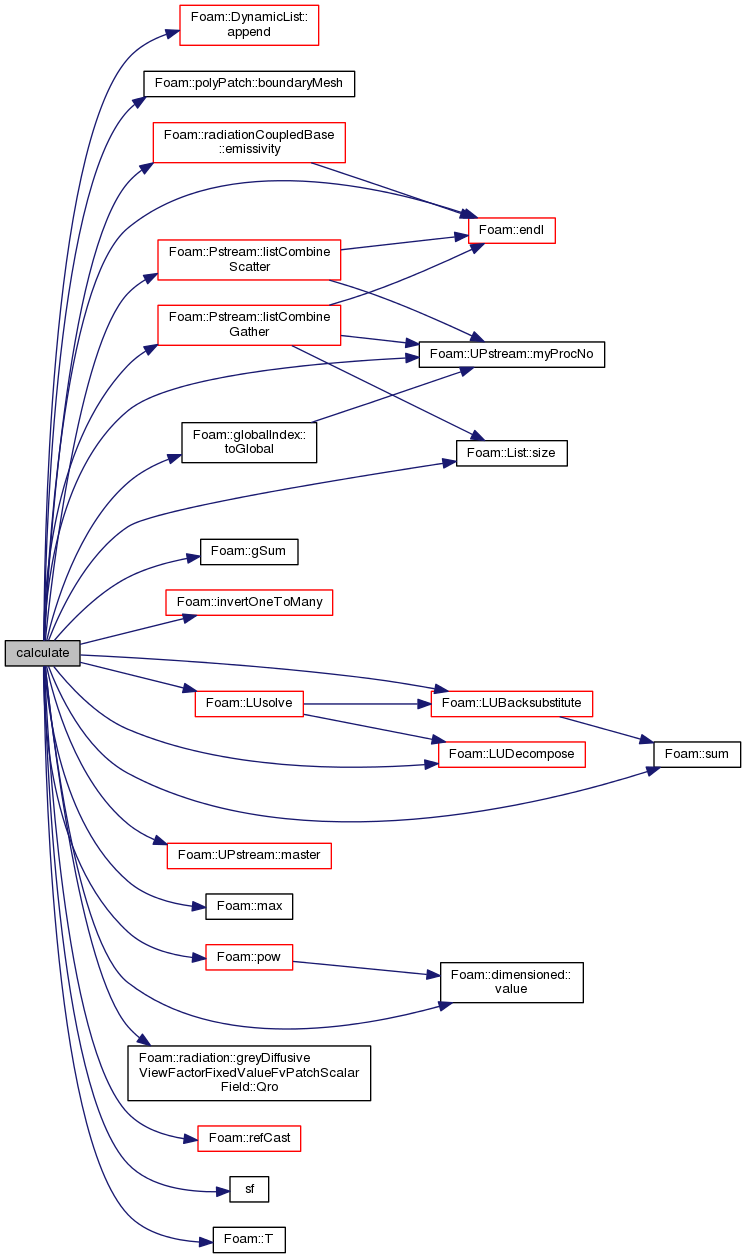 Foam::DynamicList::
append
Foam::polyPatch::boundaryMesh
Foam::radiationCoupledBase
::emissivity
Foam::endl
Foam::Pstream::listCombine
Scatter
Foam::Pstream::listCombine
Gather
Foam::UPstream::myProcNo
Foam::globalIndex::
toGlobal
Foam::List::size
Foam::gSum
Foam::invertOneToMany
calculate
Foam::LUsolve
Foam::LUBacksubstitute
Foam::LUDecompose
Foam::sum
Foam::UPstream::master
Foam::max
Foam::pow
Foam::dimensioned::
value
Foam::radiation::greyDiffusive
ViewFactorFixedValueFvPatchScalar
Field::Qro
Foam::refCast
sf
Foam::T